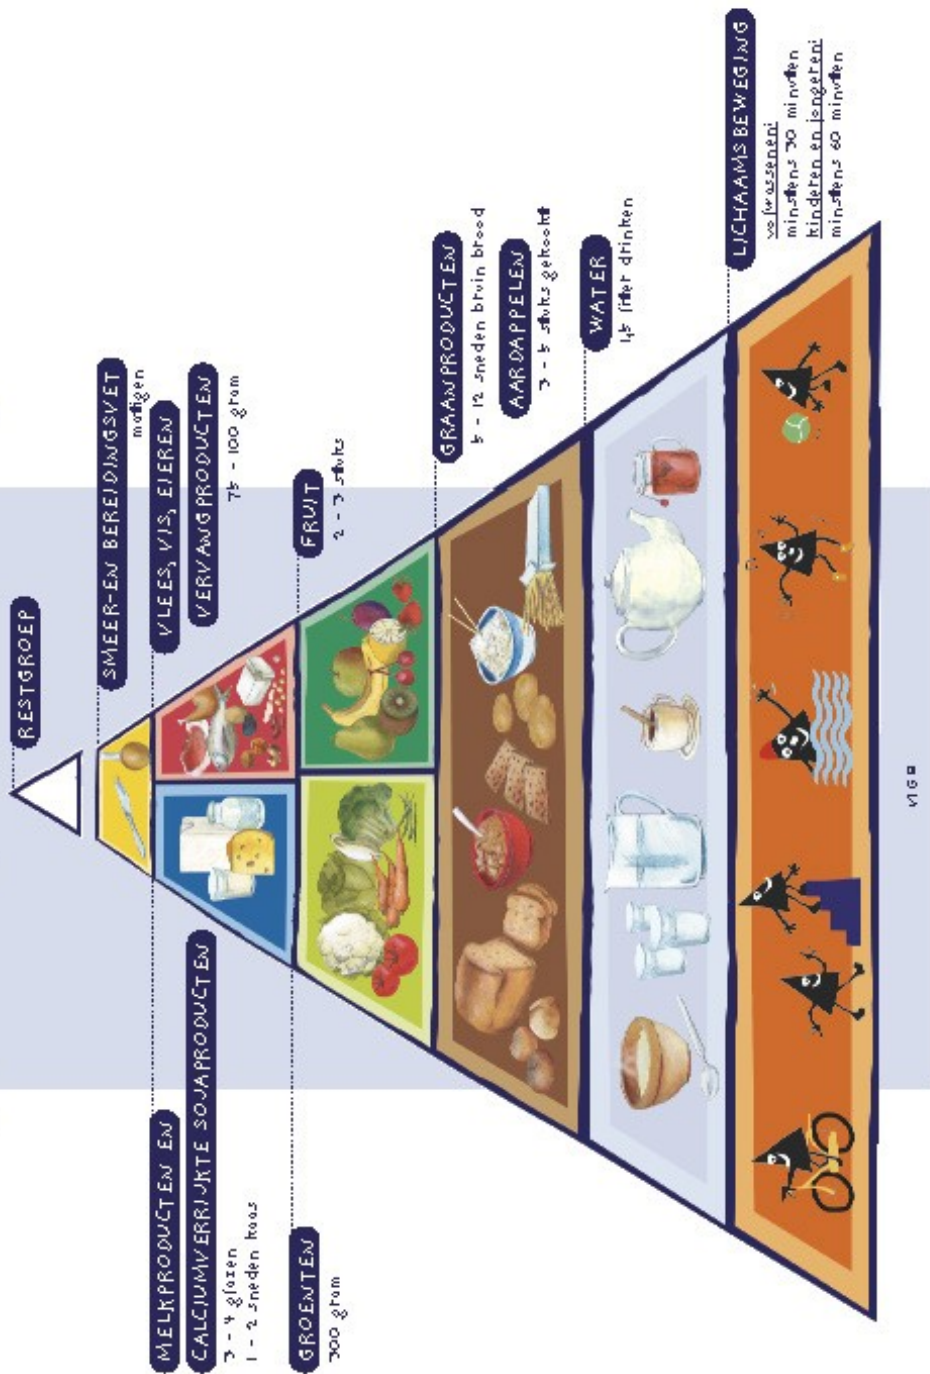 RESTGROEP
SMEER-EN BEREIDINGSVET
matigen
VLEES, VIS, EIEREN
VERVANGPRODUCTEN
75 - 100 gram
MELKPRODUCTEN EN
CALCIUMVERRIJKTE SOJAPRODUCTEN
3 - 4 glazen
1 - 2 sneden kaas
FRUIT
2 - 3 stuks
GROENTEN
300 gram
GRAANPRODUCTEN
5 - 12 sneden bruin brood
AARDAPPELEN
3 - 5 stuks gekookt
WATER
1,5 liter drinken
LICHAAMSBEWEGING
volwassenen:
minstens 30 minuten
kinderen en jongeren:
minstens 60 minuten
VIG